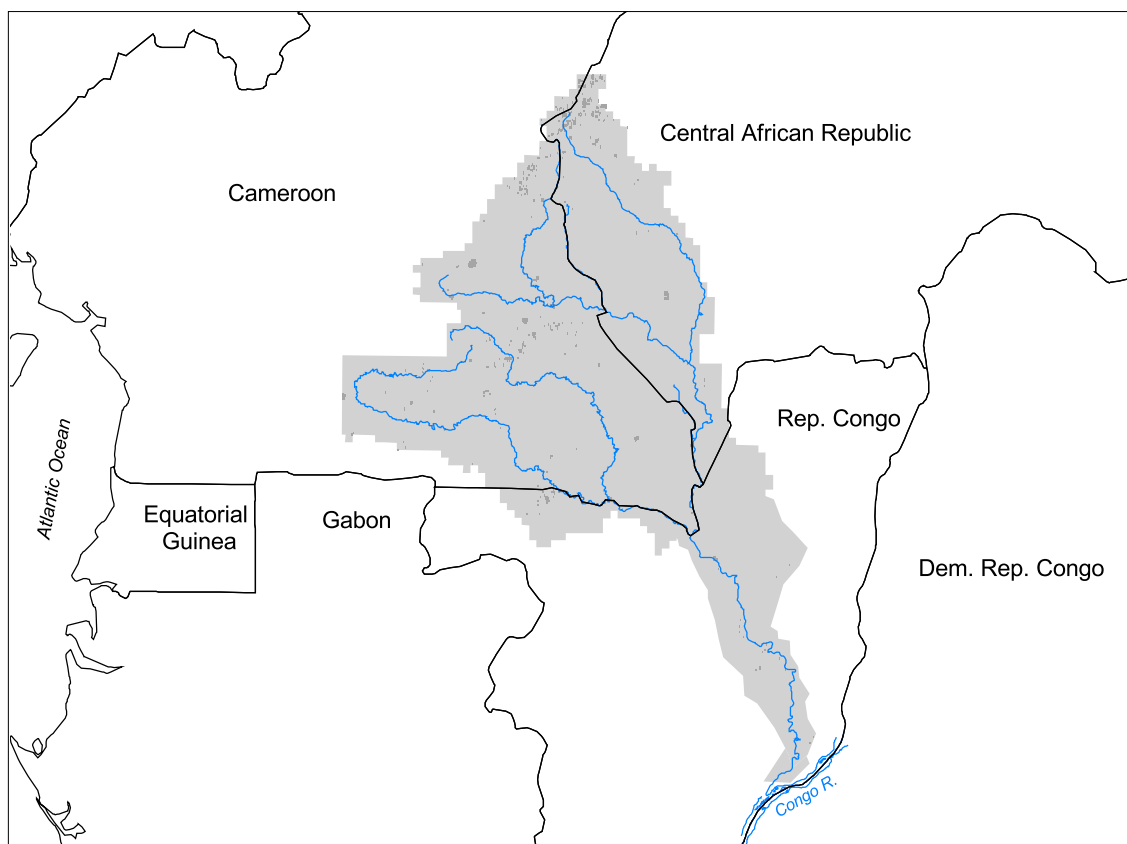 Central African Republic
Cameroon
Rep. Congo
Atlantic Ocean
Equatorial
Guinea
Gabon
Dem. Rep. Congo
Congo R.